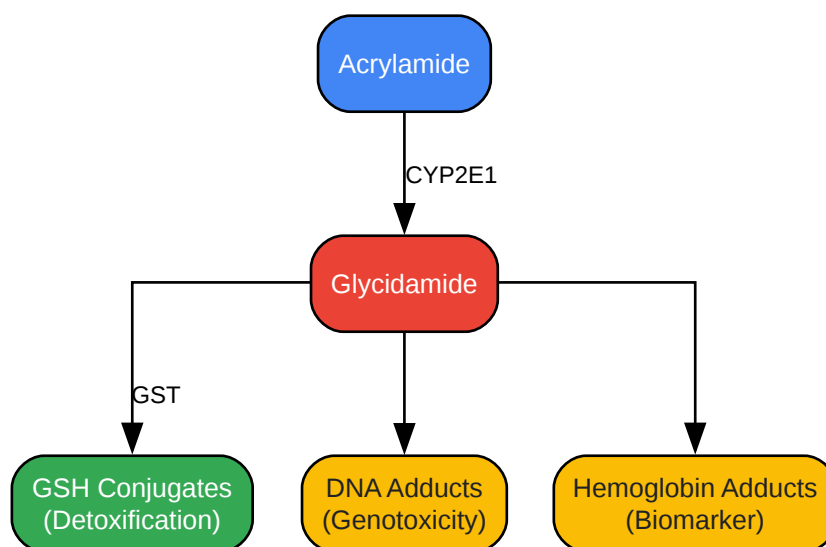 Acrylamide
CYP2E1
Glycidamide
GST
GSH Conjugates
(Detoxification)
DNA Adducts
(Genotoxicity)
Hemoglobin Adducts
(Biomarker)